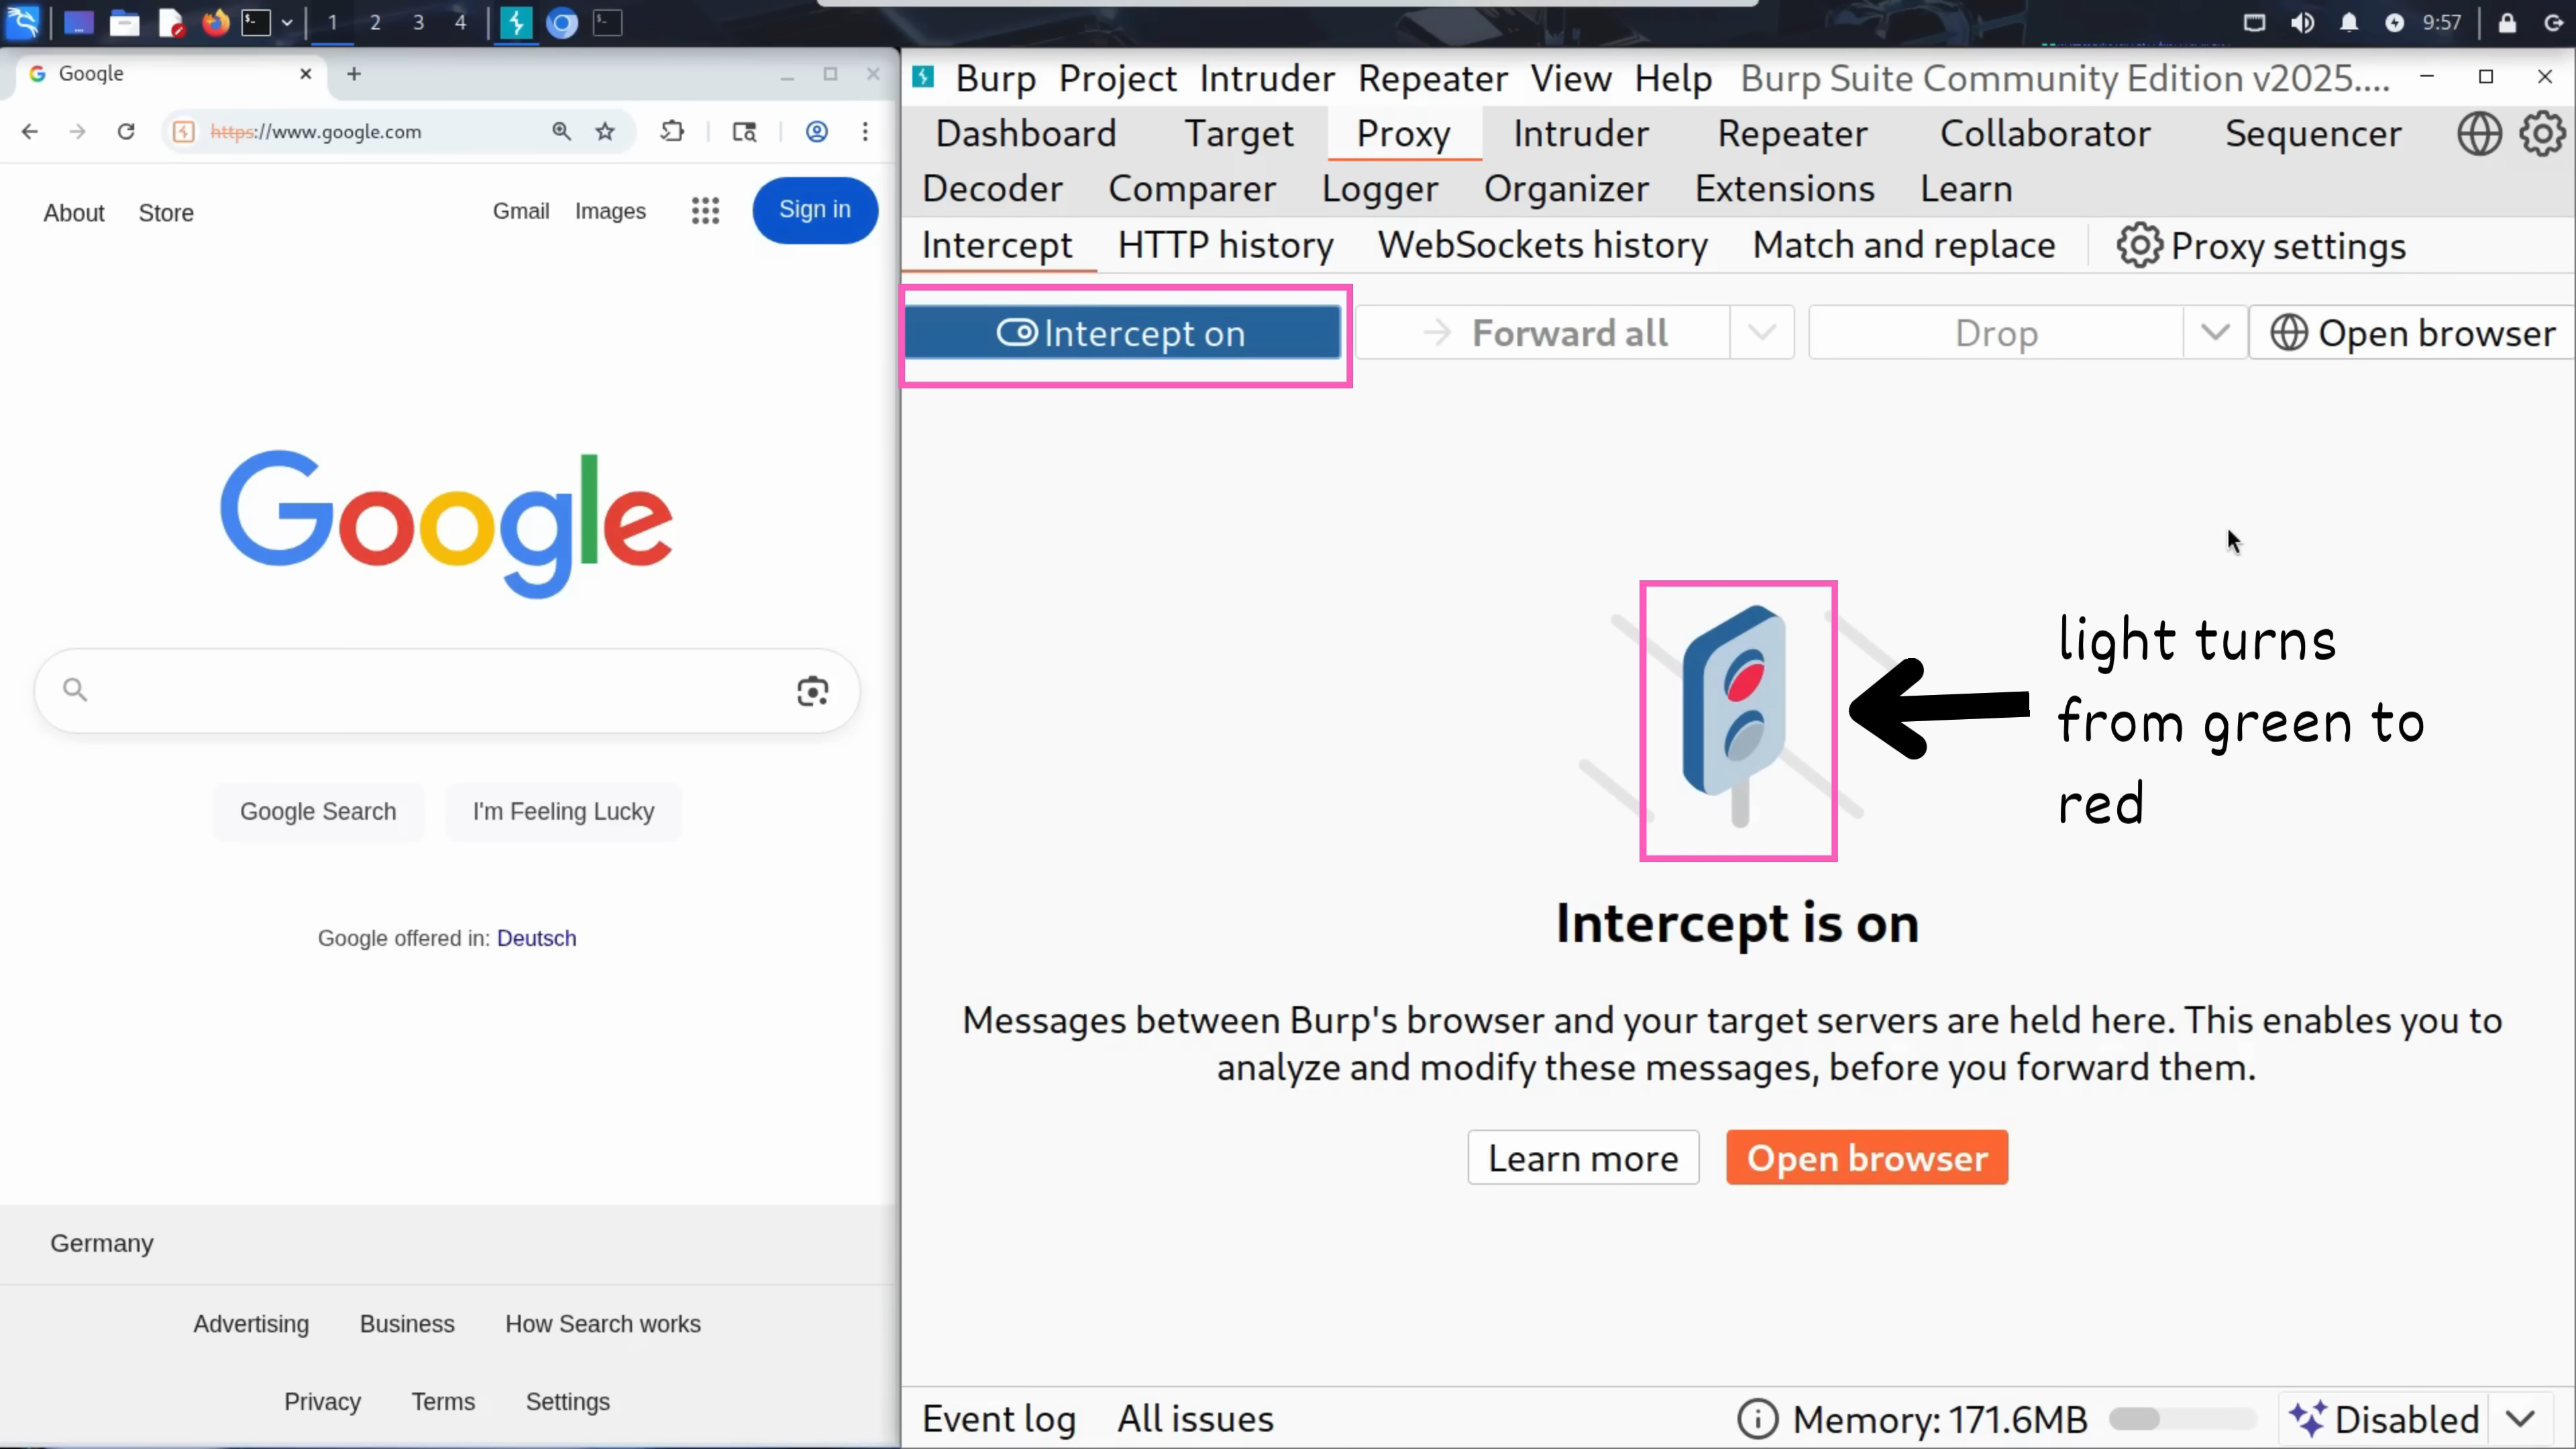 1 2 3 4
9:57
Google
https://www.google.com
About Store
Gmail Images
Sign in
Google
Google Search I'm Feeling Lucky
Google offered in: Deutsch
Germany
Advertising Business How Search works
Privacy Terms Settings
Burp Project Intruder Repeater View Help Burp Suite Community Edition v2025....
Dashboard Target Proxy Intruder Repeater Collaborator Sequencer
Decoder Comparer Logger Organizer Extensions Learn
Intercept HTTP history WebSockets history Match and replace Proxy settings
Intercept on Forward all Drop Open browser
light turns
from green to
red
Intercept is on
Messages between Burp's browser and your target servers are held here. This enables you to
analyze and modify these messages, before you forward them.
Learn more Open browser
Event log All issues Memory: 171.6MB Disabled